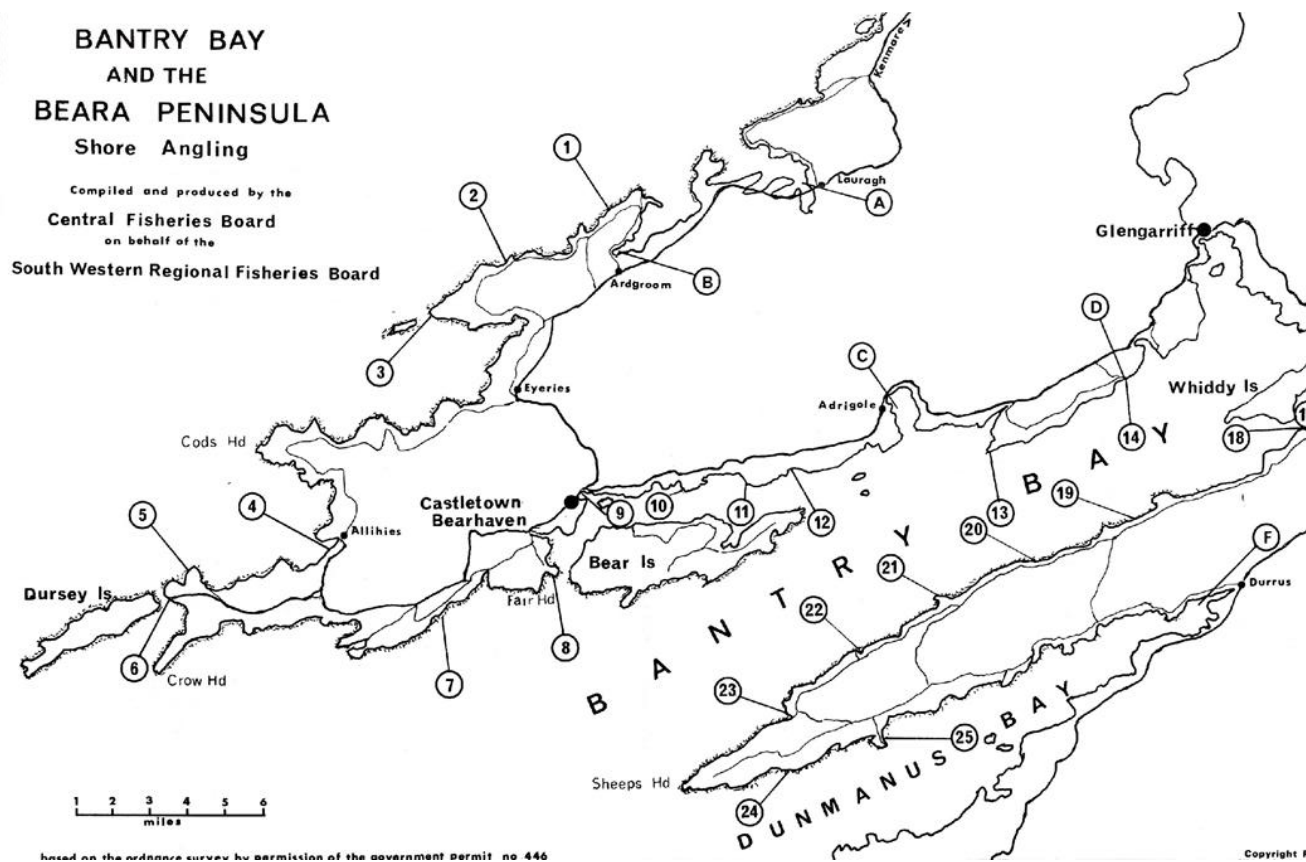 BANTRY BAY
AND THE
BEARA PENINSULA
Shore Angling
Compiled and produced by the
Central Fisheries Board
on behalf of the
South Western Regional Fisheries Board
Kenmare
1
2
Lauragh
A
Glengarriff
B
Ardgroom
D
3
C
Eyeries
Whiddy Is
Adrigole
Cods Hd
14
18
Castletown
Bearhaven
9
10
11
12
13
19
20
4
5
Allihies
Bear Is
21
F
Durrus
Dursey Is
Fair Hd
22
6
Crow Hd
7
8
23
BANTRY BAY
25
Sheeps Hd
24
DUNMANUS BAY
1 2 3 4 5 6
miles
based on the ordnance survey by permission of the government permit no 446
Copyright